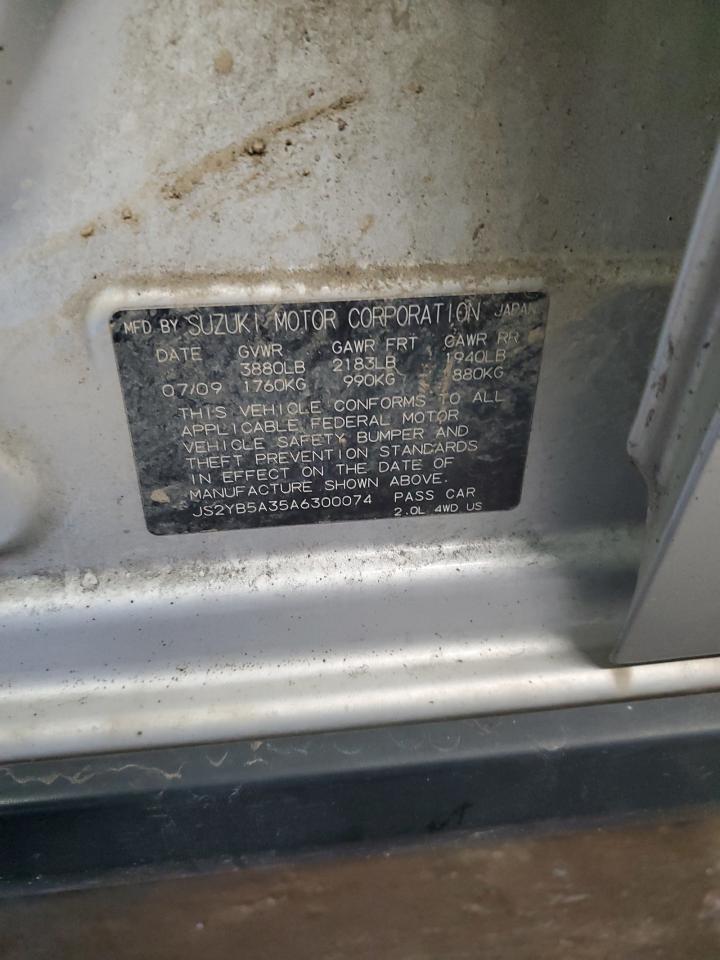 MFD BY SUZUKI MOTOR CORPORATION JAPAN
DATE GVWR GAWR FRT GAWR RR
3880LB 2183LB 1940LB
07/09 1760KG 990KG 880KG
THIS VEHICLE CONFORMS TO ALL
APPLICABLE FEDERAL MOTOR
VEHICLE SAFETY BUMPER AND
THEFT PREVENTION STANDARDS
IN EFFECT ON THE DATE OF
MANUFACTURE SHOWN ABOVE.
JS2YB5A35A6300074 PASS CAR
2.0L 4WD US